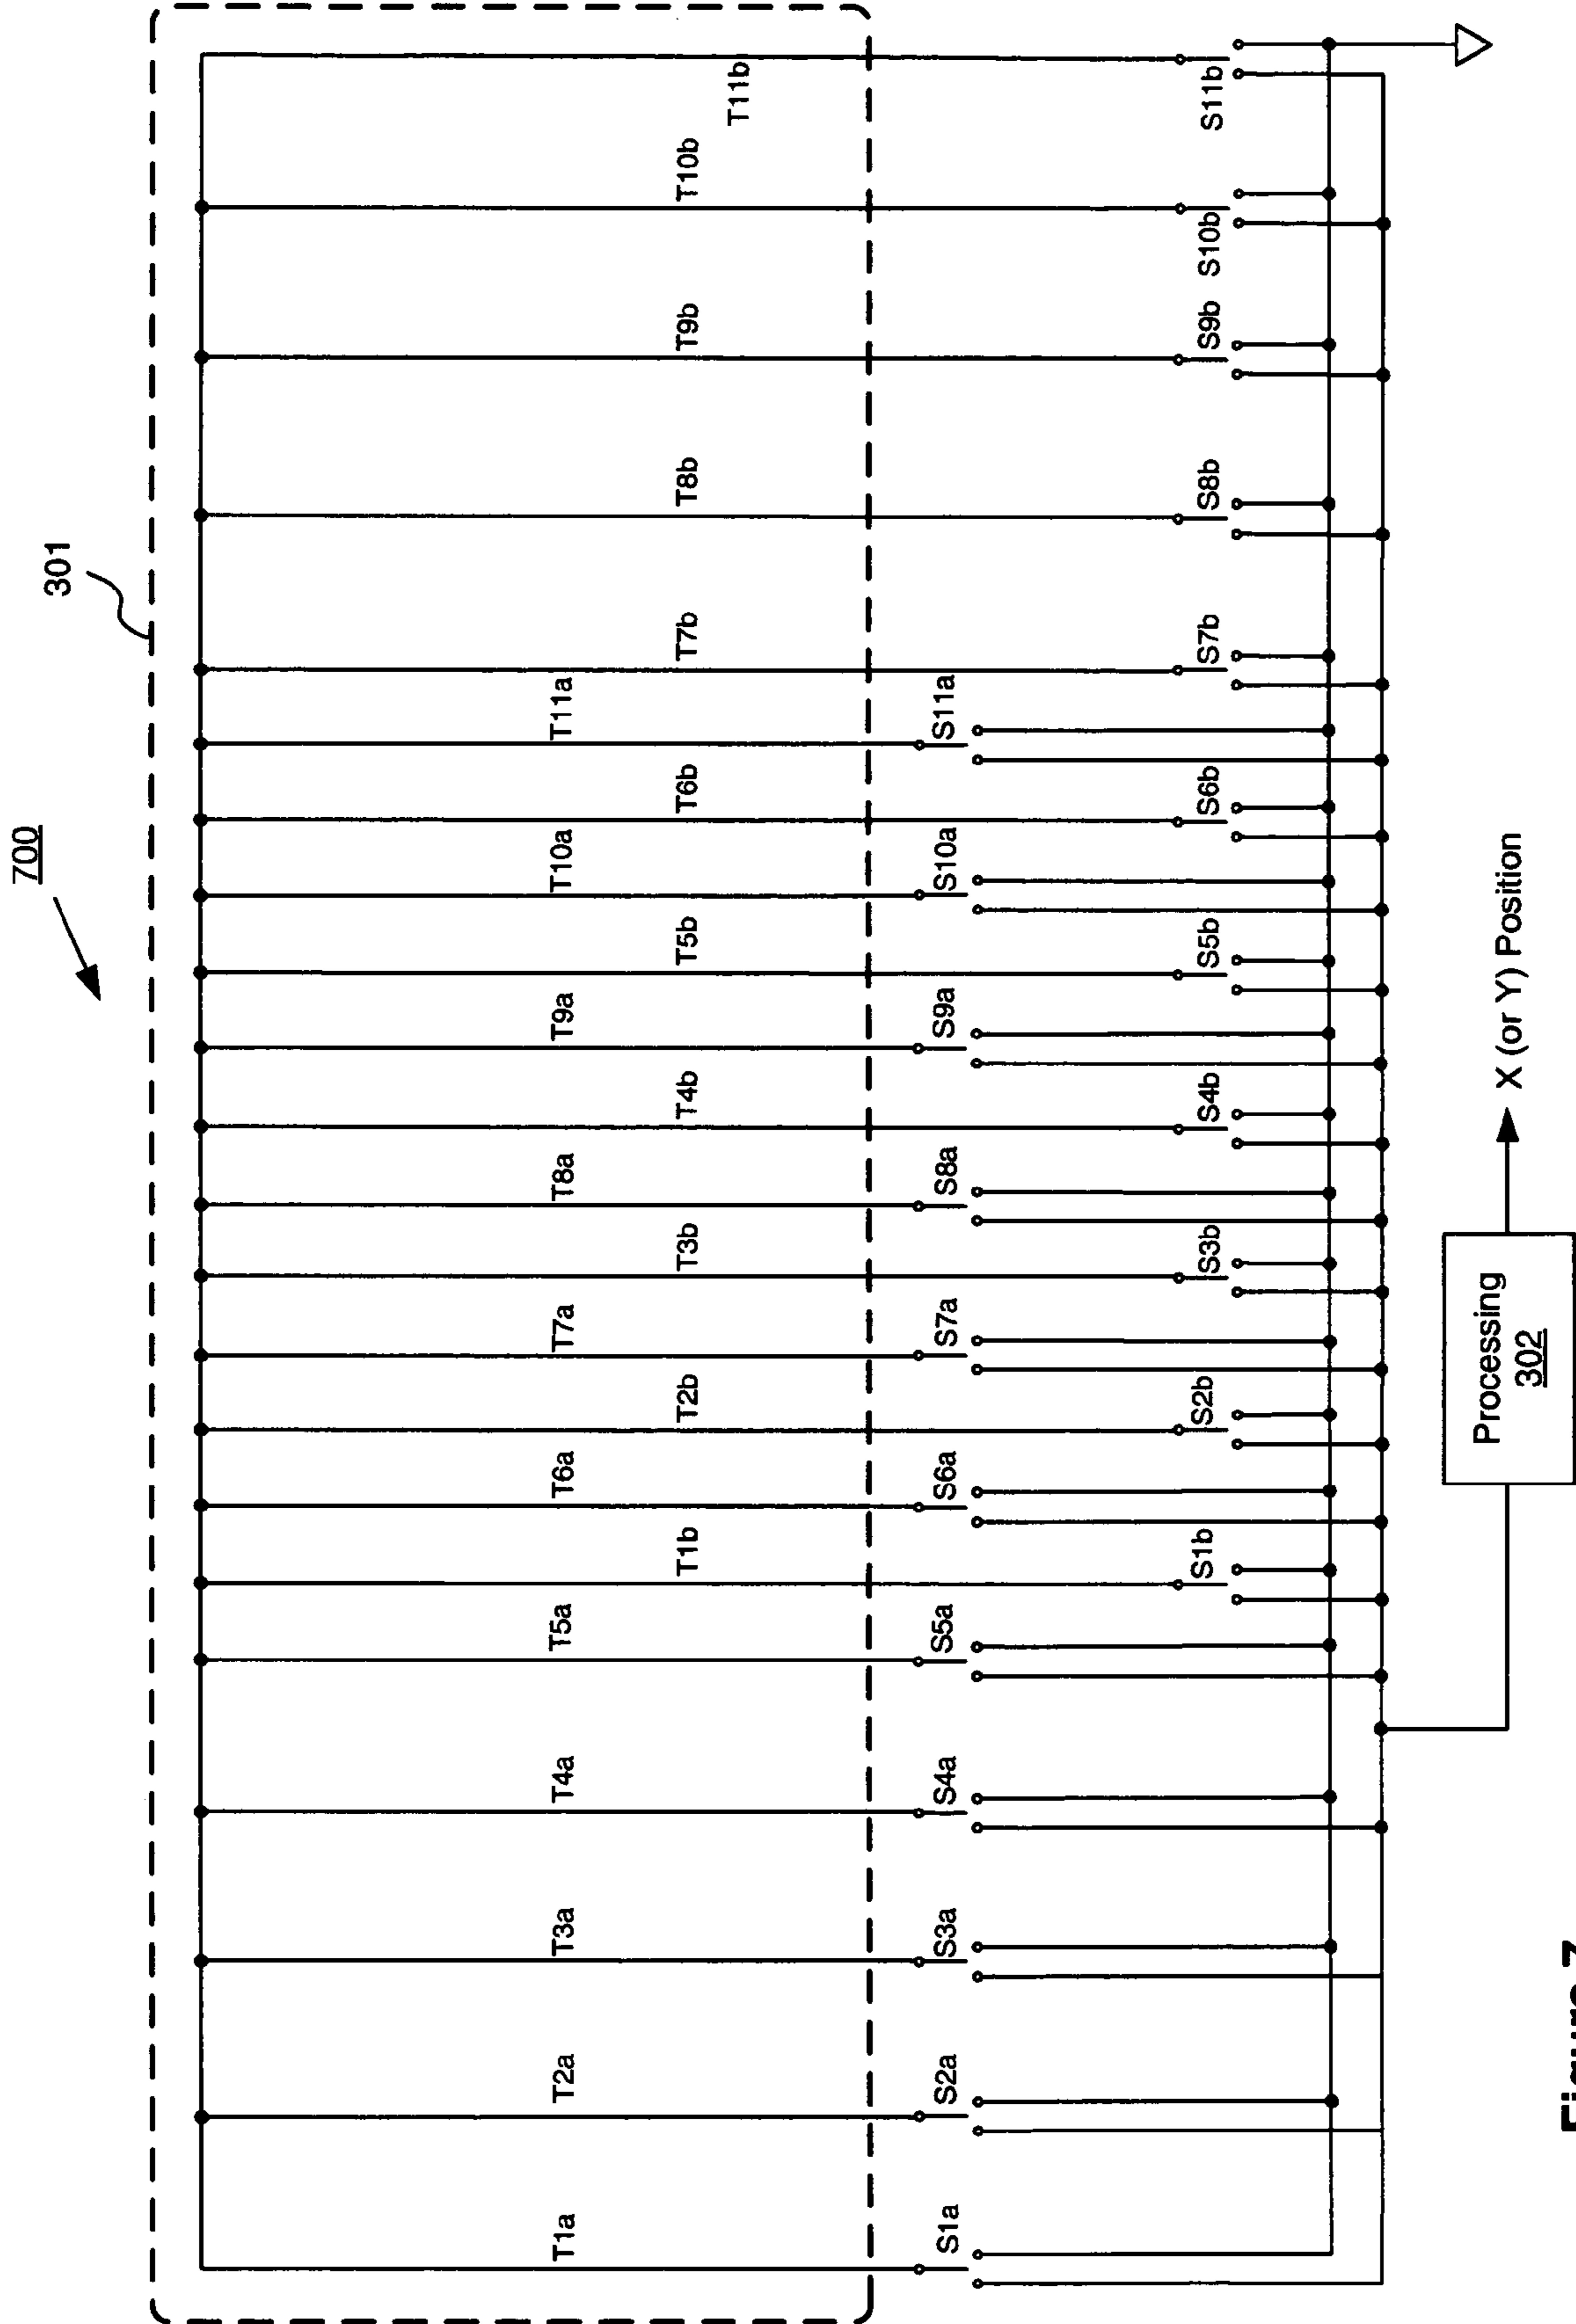 700
301
T1a
T2a
T3a
T4a
T5a
T6a
T7a
T8a
T9a
T10a
T11a
T1b
T2b
T3b
T4b
T5b
T6b
T7b
T8b
T9b
T10b
T11b
S1a
S2a
S3a
S4a
S5a
S6a
S7a
S8a
S9a
S10a
S11a
S1b
S2b
S3b
S4b
S5b
S6b
S7b
S8b
S9b
S10b
S11b
Processing
302
X (or Y) Position
Figure 7